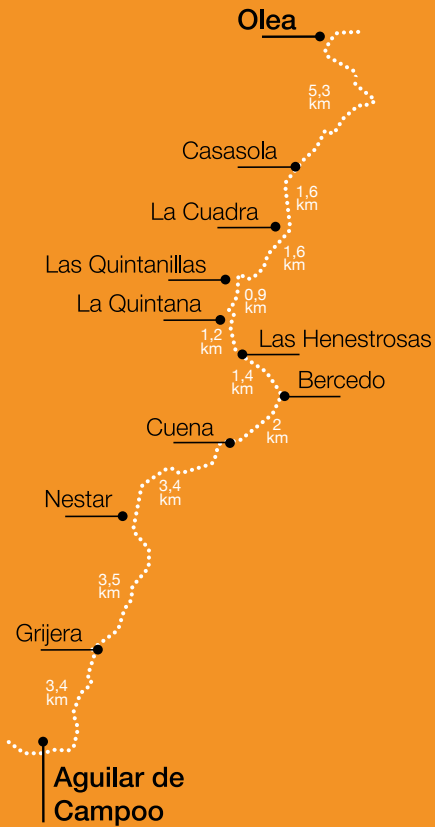 Olea
5,3
km
Casasola
1,6
km
La Cuadra
1,6
km
Las Quintanillas
0,9
km
La Quintana
1,2
km
Las Henestrosas
1,4
km
Bercedo
2
km
Cuena
3,4
km
Nestar
3,5
km
Grijera
3,4
km
Aguilar de
Campoo